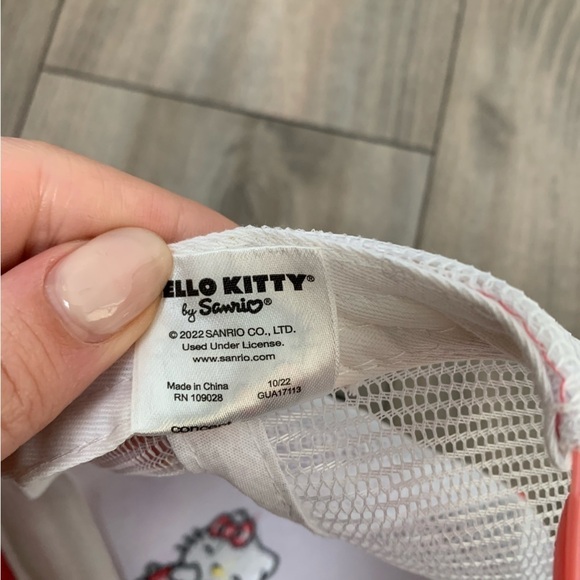 ELLO KITTY®
by Sanrio®
© 2022 SANRIO CO., LTD.
Used Under License.
www.sanrio.com
Made in China
RN 109028
10/22
GUA17113
concept